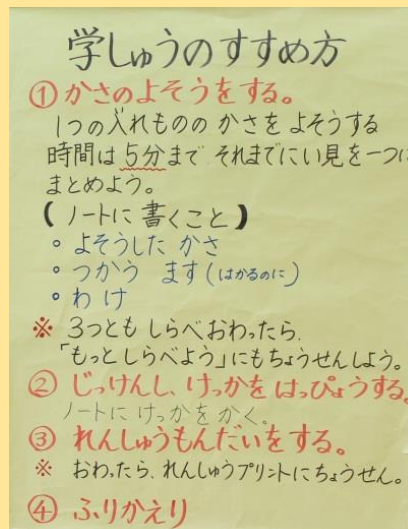 学しゅうのすすめ方
① かさのよそうをする。
1つの入れものの かさを よそうする
時間は 5分まで それまでにい見を一つに
まとめよう。
(ノートに 書くこと)
◦ よそうした かさ
◦ つかう ます(はかるのに)
◦ わけ
※ 3つとも しらべおわったら、
「もっとしらべよう」にもちょうせんしよう。
② じっけんし、けっかを はっぴょうする。
ノートに けっかを かく。
③ れんしゅうもんだいをする。
※ おわったら、れんしゅうプリントにちょうせん。
④ ふりかえり